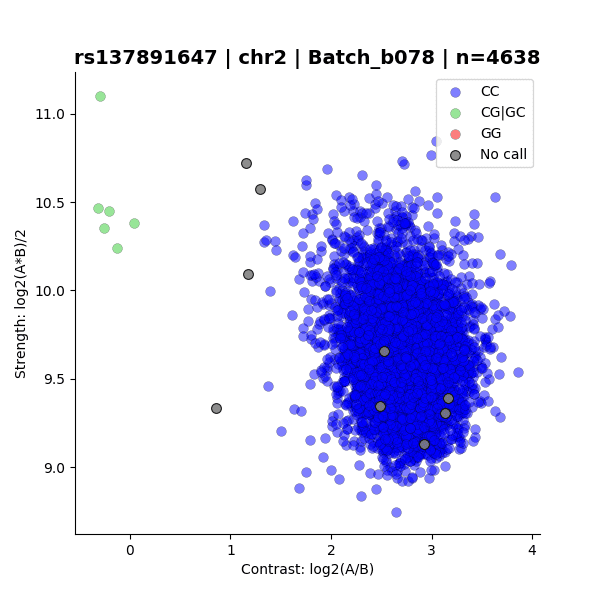 rs137891647 | chr2 | Batch_b078 | n=4638
CC
CG|GC
GG
No call
11.0
10.5
10.0
9.5
9.0
Strength: log2(A*B)/2
0 1 2 3 4
Contrast: log2(A/B)